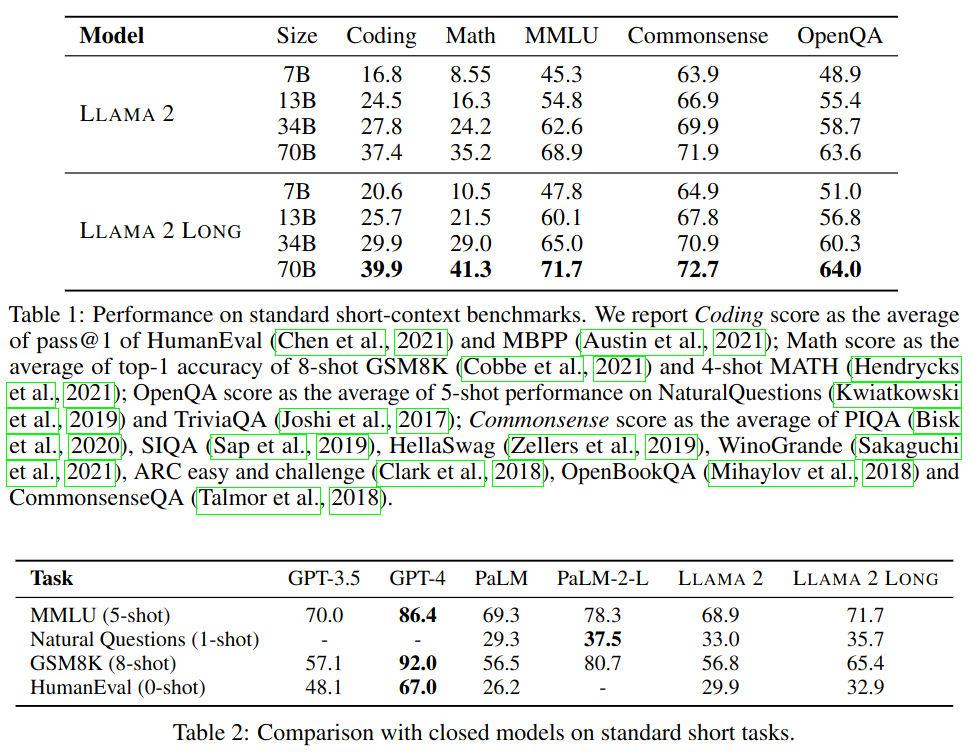 Model Size Coding Math MMLU Commonsense OpenQA
7B 16.8 8.55 45.3 63.9 48.9
13B 24.5 16.3 54.8 66.9 55.4
LLAMA 2
34B 27.8 24.2 62.6 69.9 58.7
70B 37.4 35.2 68.9 71.9 63.6
7B 20.6 10.5 47.8 64.9 51.0
13B 25.7 21.5 60.1 67.8 56.8
LLAMA 2 LONG
34B 29.9 29.0 65.0 70.9 60.3
70B 39.9 41.3 71.7 72.7 64.0
Table 1: Performance on standard short-context benchmarks. We report Coding score as the average
of pass@1 of HumanEval (Chen et al., 2021) and MBPP (Austin et al., 2021); Math score as the
average of top-1 accuracy of 8-shot GSM8K (Cobbe et al., 2021) and 4-shot MATH (Hendrycks
et al., 2021); OpenQA score as the average of 5-shot performance on NaturalQuestions (Kwiatkowski
et al., 2019) and TriviaQA (Joshi et al., 2017); Commonsense score as the average of PIQA (Bisk
et al., 2020), SIQA (Sap et al., 2019), HellaSwag (Zellers et al., 2019), WinoGrande (Sakaguchi
et al., 2021), ARC easy and challenge (Clark et al., 2018), OpenBookQA (Mihaylov et al., 2018) and
CommonsenseQA (Talmor et al., 2018).
Task GPT-3.5 GPT-4 PaLM PaLM-2-L LLAMA 2 LLAMA 2 LONG
MMLU (5-shot) 70.0 86.4 69.3 78.3 68.9 71.7
Natural Questions (1-shot) - - 29.3 37.5 33.0 35.7
GSM8K (8-shot) 57.1 92.0 56.5 80.7 56.8 65.4
HumanEval (0-shot) 48.1 67.0 26.2 - 29.9 32.9
Table 2: Comparison with closed models on standard short tasks.